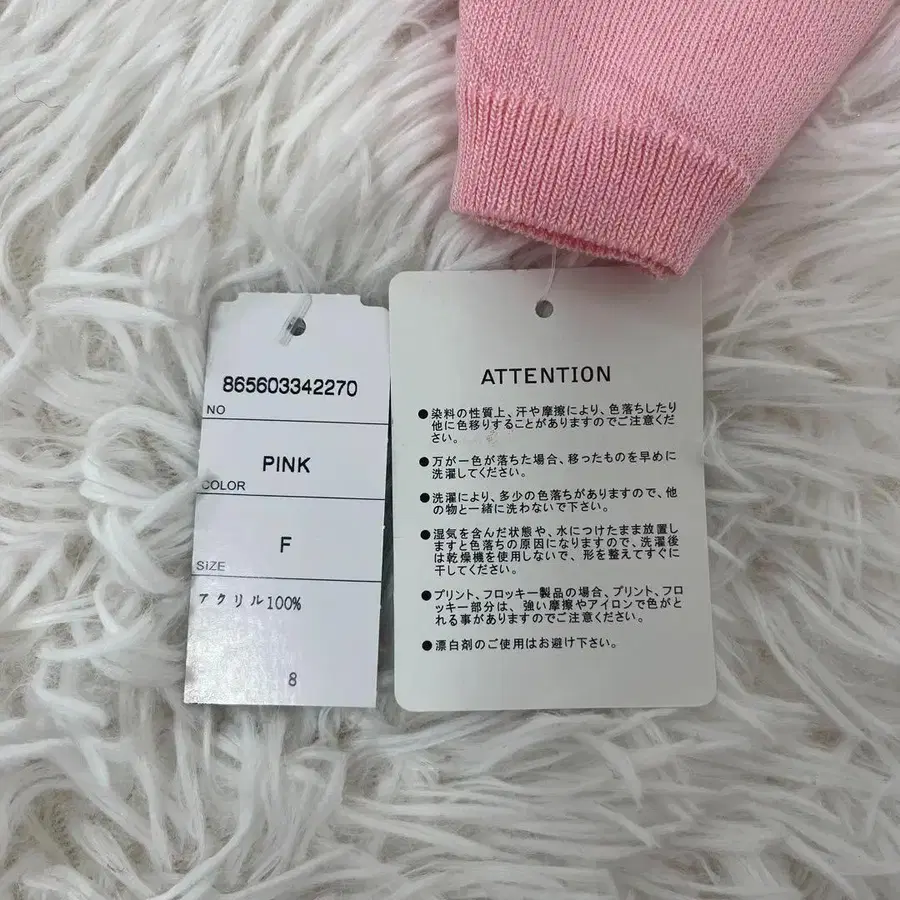 865603342270
NO
PINK
COLOR
F
SIZE
アクリル100%
8
ATTENTION
●染料の性質上、汗や摩擦により、色落ちしたり
他に色移りすることがありますのでご注意くだ
さい。
●万が一色が落ちた場合、移ったものを早めに
洗濯してください。
●洗濯により、多少の色落ちがありますので、他
の物と一緒に洗わないで下さい。
●湿気を含んだ状態や、水につけたまま放置し
ますと色落ちの原因になりますので、洗濯後
は乾燥機を使用しないで、形を整えてすぐに
干してください。
●プリント、フロッキー製品の場合、プリント、フロ
ッキー部分は、強い摩擦やアイロンで色がと
れる事がありますのでご注意ください。
●漂白剤のご使用はお避け下さい。